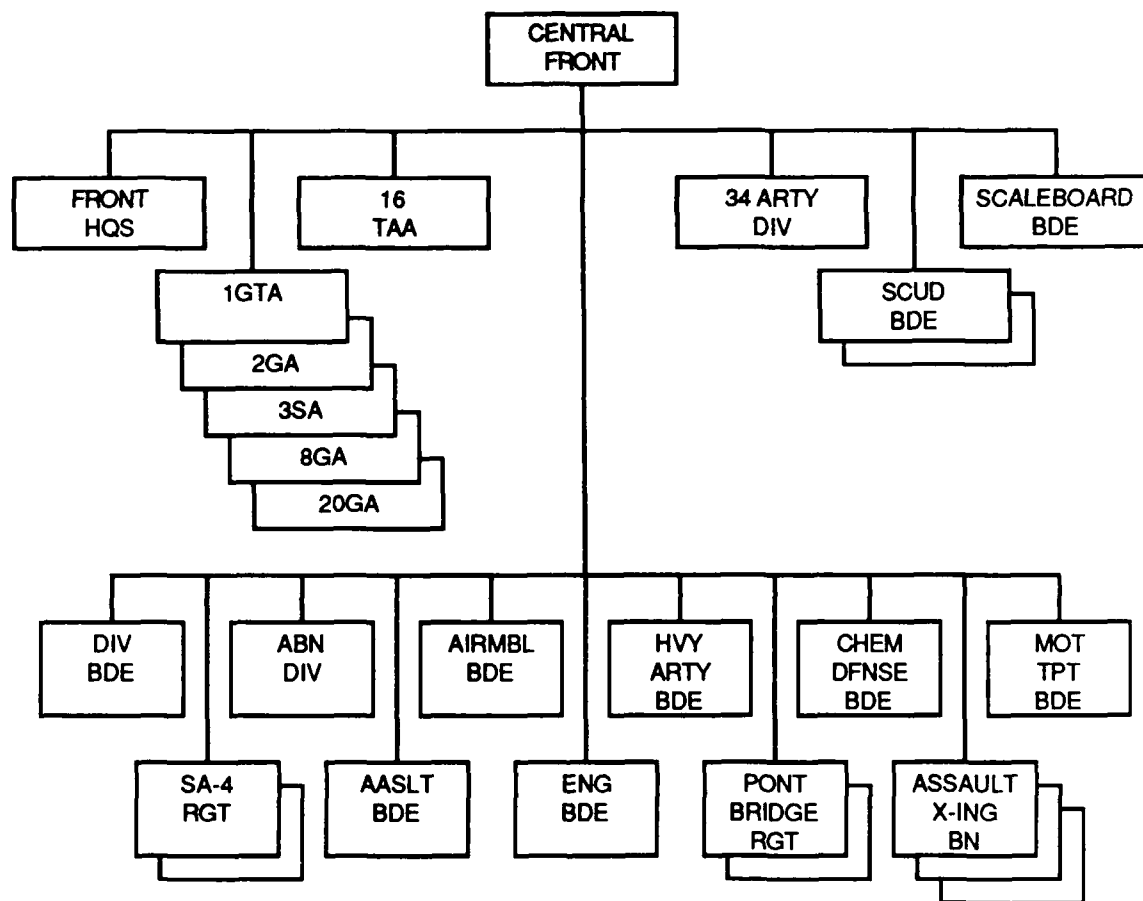 CENTRAL
FRONT
FRONT
HQS
16
TAA
34 ARTY
DIV
SCALEBOARD
BDE
1GTA
2GA
3SA
8GA
20GA
SCUD
BDE
DIV
BDE
ABN
DIV
AIRMBL
BDE
HVY
ARTY
BDE
CHEM
DFNSE
BDE
MOT
TPT
BDE
SA-4
RGT
AASLT
BDE
ENG
BDE
PONT
BRIDGE
RGT
ASSAULT
X-ING
BN